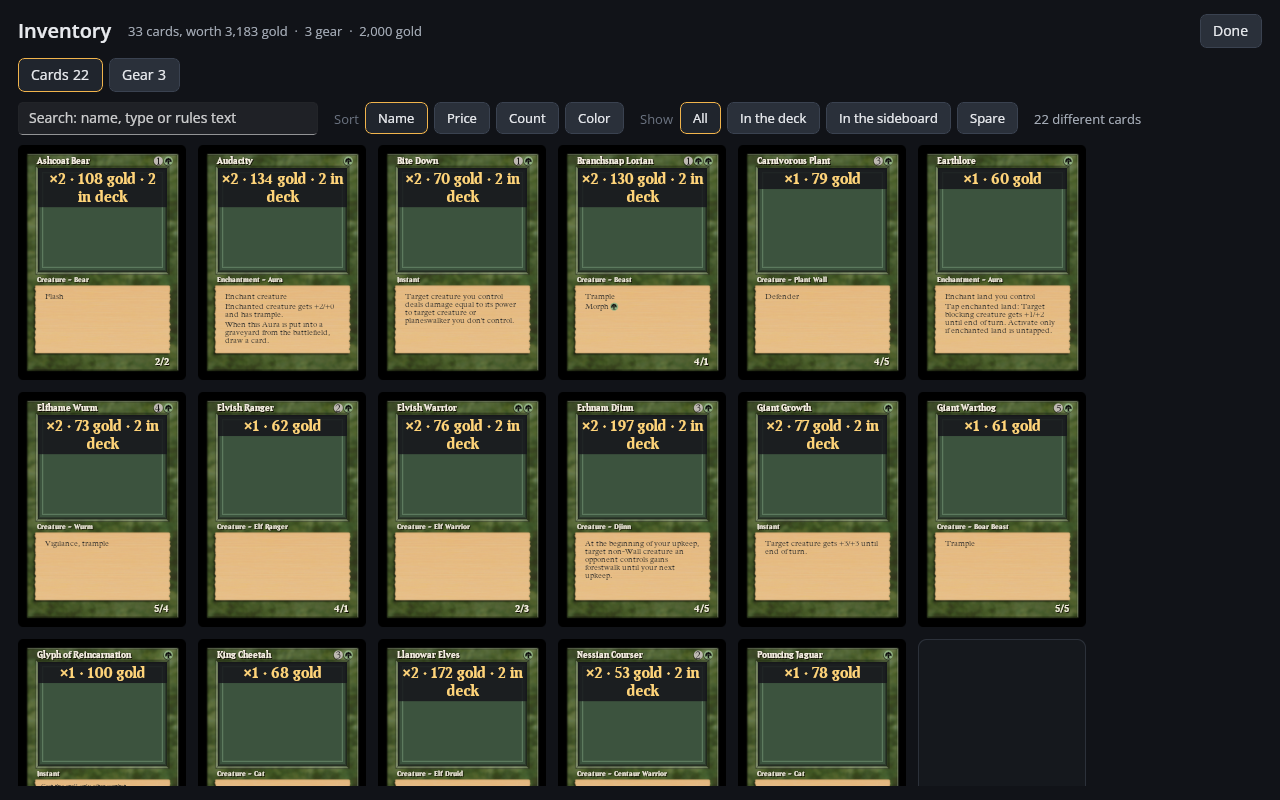 Inventory
33 cards, worth 3,183 gold · 3 gear · 2,000 gold
Done
Cards 22
Gear 3
Search: name, type or rules text
Sort
Name
Price
Count
Color
Show
All
In the deck
In the sideboard
Spare
22 different cards
Ashcoat Bear
1
×2 · 108 gold · 2
in deck
Creature – Bear
Flash
2/2
Audacity
×2 · 134 gold · 2 in
deck
Enchantment – Aura
Enchant creature
Enchanted creature gets +2/+0
and has trample.
When this Aura is put into a
graveyard from the battlefield,
draw a card.
Bite Down
1
×2 · 70 gold · 2 in
deck
Instant
Target creature you control
deals damage equal to its power
to target creature or
planeswalker you don't control.
Branchsnap Lorian
1
×2 · 130 gold · 2 in
deck
Creature – Beast
Trample
Morph
4/1
Carnivorous Plant
3
×1 · 79 gold
Creature – Plant Wall
Defender
4/5
Earthlore
×1 · 60 gold
Enchantment – Aura
Enchant land you control
Tap enchanted land: Target
blocking creature gets +1/+2
until end of turn. Activate only
if enchanted land is untapped.
Elfhame Wurm
4
×2 · 73 gold · 2 in
deck
Creature – Wurm
Vigilance, trample
5/4
Elvish Ranger
2
×1 · 62 gold
Creature – Elf Ranger
4/1
Elvish Warrior
×2 · 76 gold · 2 in
deck
Creature – Elf Warrior
2/3
Erhnam Djinn
3
×2 · 197 gold · 2 in
deck
Creature – Djinn
At the beginning of your upkeep,
target non-Wall creature an
opponent controls gains
forestwalk until your next
upkeep.
4/5
Giant Growth
×2 · 77 gold · 2 in
deck
Instant
Target creature gets +3/+3 until
end of turn.
Giant Warthog
5
×1 · 61 gold
Creature – Boar Beast
Trample
5/5
Glyph of Reincarnation
×1 · 100 gold
Instant
King Cheetah
3
×1 · 68 gold
Creature – Cat
Llanowar Elves
×2 · 172 gold · 2 in
deck
Creature – Elf Druid
Nessian Courser
2
×2 · 53 gold · 2 in
deck
Creature – Centaur Warrior
Pouncing Jaguar
×1 · 78 gold
Creature – Cat